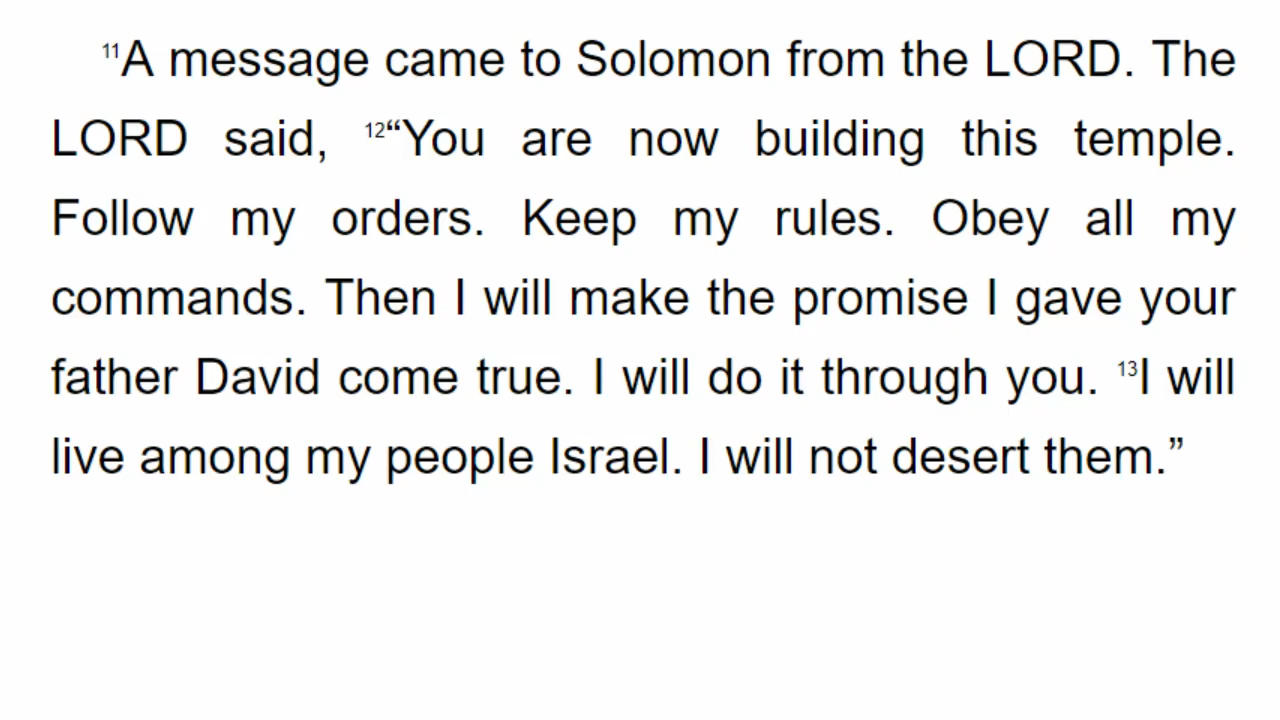 ¹¹A message came to Solomon from the LORD. The
LORD said, ¹²“You are now building this temple.
Follow my orders. Keep my rules. Obey all my
commands. Then I will make the promise I gave your
father David come true. I will do it through you. ¹³I will
live among my people Israel. I will not desert them.”